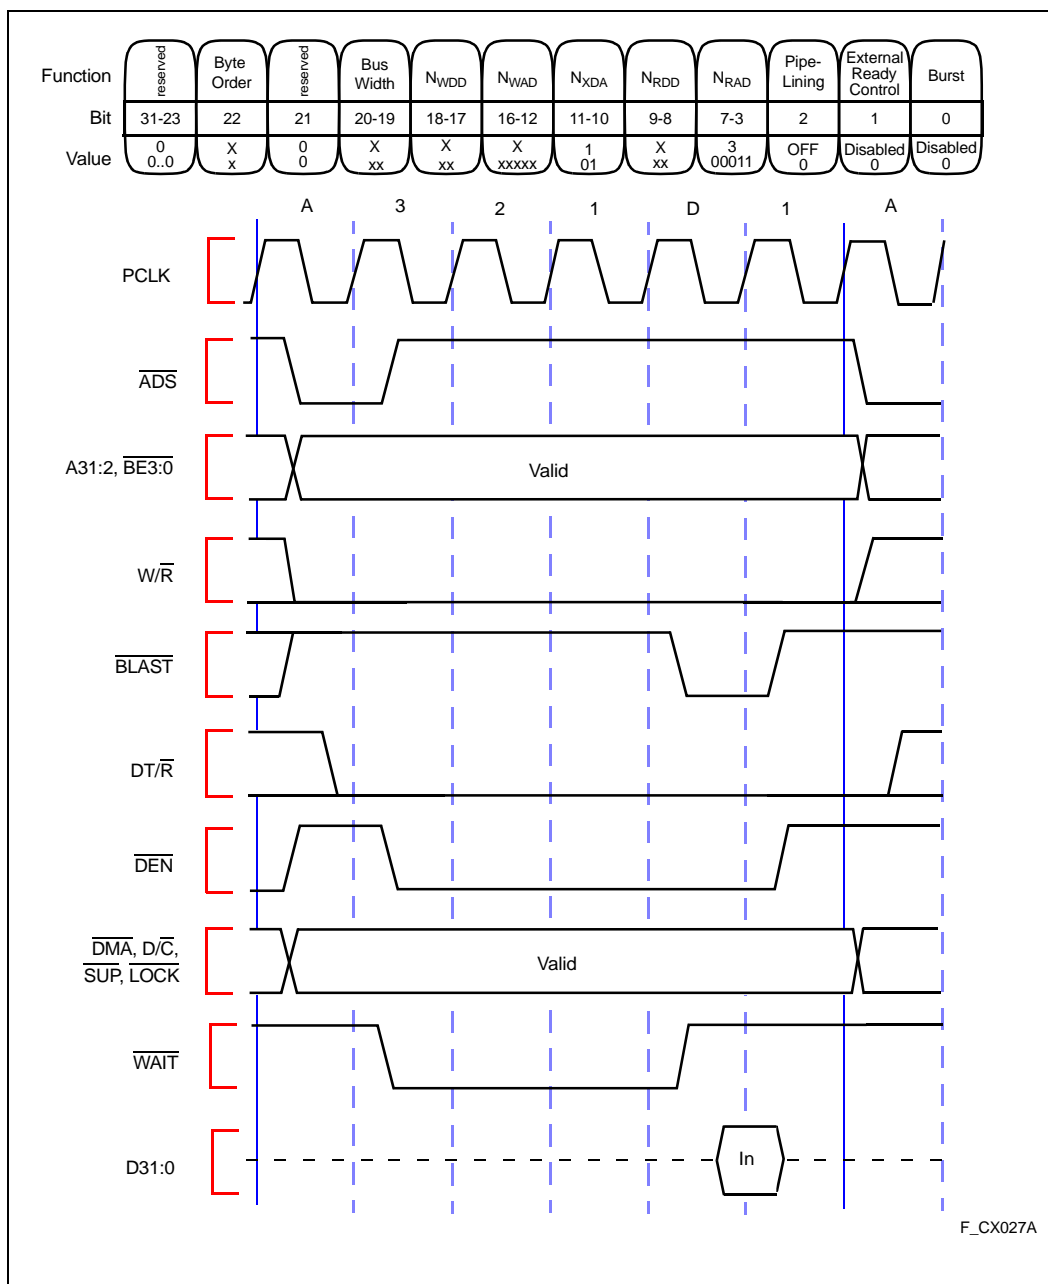 Function reserved Byte Order reserved Bus Width NWDD NWAD NXDA NRDD NRAD Pipe-Lining External Ready Control Burst
Bit 31-23 22 21 20-19 18-17 16-12 11-10 9-8 7-3 2 1 0
Value 0 X 0 X X X 1 X 3 OFF Disabled Disabled
0..0 x 0 xx xx xxxxx 01 xx 00011 0 0 0
A 3 2 1 D 1 A
PCLK
ADS
A31:2, BE3:0
Valid
W/R
BLAST
DT/R
DEN
DMA, D/C,
SUP, LOCK
Valid
WAIT
D31:0
In
F_CX027A